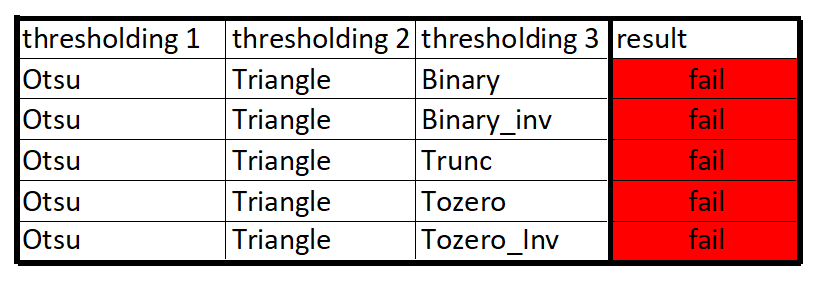 thresholding 1 thresholding 2 thresholding 3 result
Otsu Triangle Binary fail
Otsu Triangle Binary_inv fail
Otsu Triangle Trunc fail
Otsu Triangle Tozero fail
Otsu Triangle Tozero_Inv fail